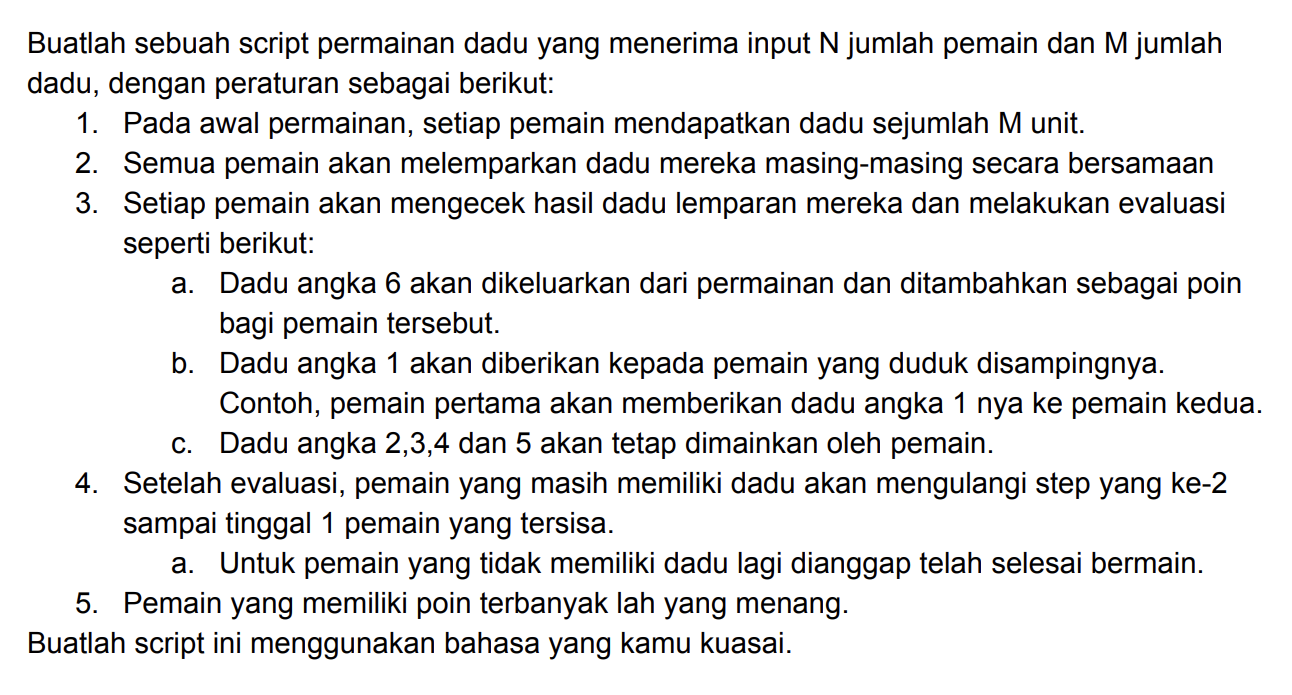 Buatlah sebuah script permainan dadu yang menerima input N jumlah pemain dan M jumlah
dadu, dengan peraturan sebagai berikut:
1. Pada awal permainan, setiap pemain mendapatkan dadu sejumlah M unit.
2. Semua pemain akan melemparkan dadu mereka masing-masing secara bersamaan
3. Setiap pemain akan mengecek hasil dadu lemparan mereka dan melakukan evaluasi
seperti berikut:
a. Dadu angka 6 akan dikeluarkan dari permainan dan ditambahkan sebagai poin
bagi pemain tersebut.
b. Dadu angka 1 akan diberikan kepada pemain yang duduk disampingnya.
Contoh, pemain pertama akan memberikan dadu angka 1 nya ke pemain kedua.
c. Dadu angka 2,3,4 dan 5 akan tetap dimainkan oleh pemain.
4. Setelah evaluasi, pemain yang masih memiliki dadu akan mengulangi step yang ke-2
sampai tinggal 1 pemain yang tersisa.
a. Untuk pemain yang tidak memiliki dadu lagi dianggap telah selesai bermain.
5. Pemain yang memiliki poin terbanyak lah yang menang.
Buatlah script ini menggunakan bahasa yang kamu kuasai.